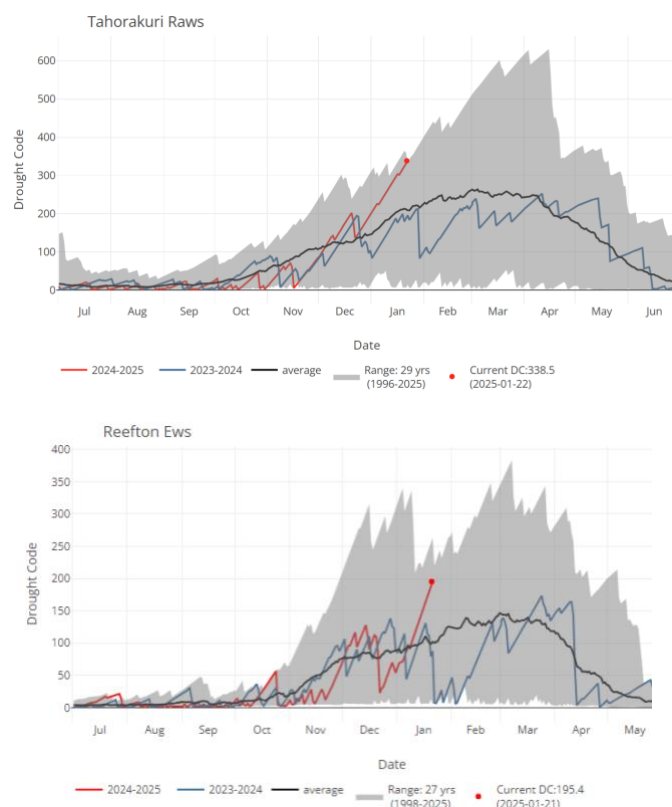 Tahorakuri Raws
600
500
400
300
200
100
0
Drought Code
Jul Aug Sep Oct Nov Dec Jan Feb Mar Apr May Jun
Date
2024-2025 2023-2024 average Range: 29 yrs Current DC:338.5
(1996-2025) (2025-01-22)
Reefton Ews
400
350
300
250
200
150
100
50
0
Drought Code
Jul Aug Sep Oct Nov Dec Jan Feb Mar Apr May
Date
2024-2025 2023-2024 average Range: 27 yrs Current DC:195.4
(1998-2025) (2025-01-21)